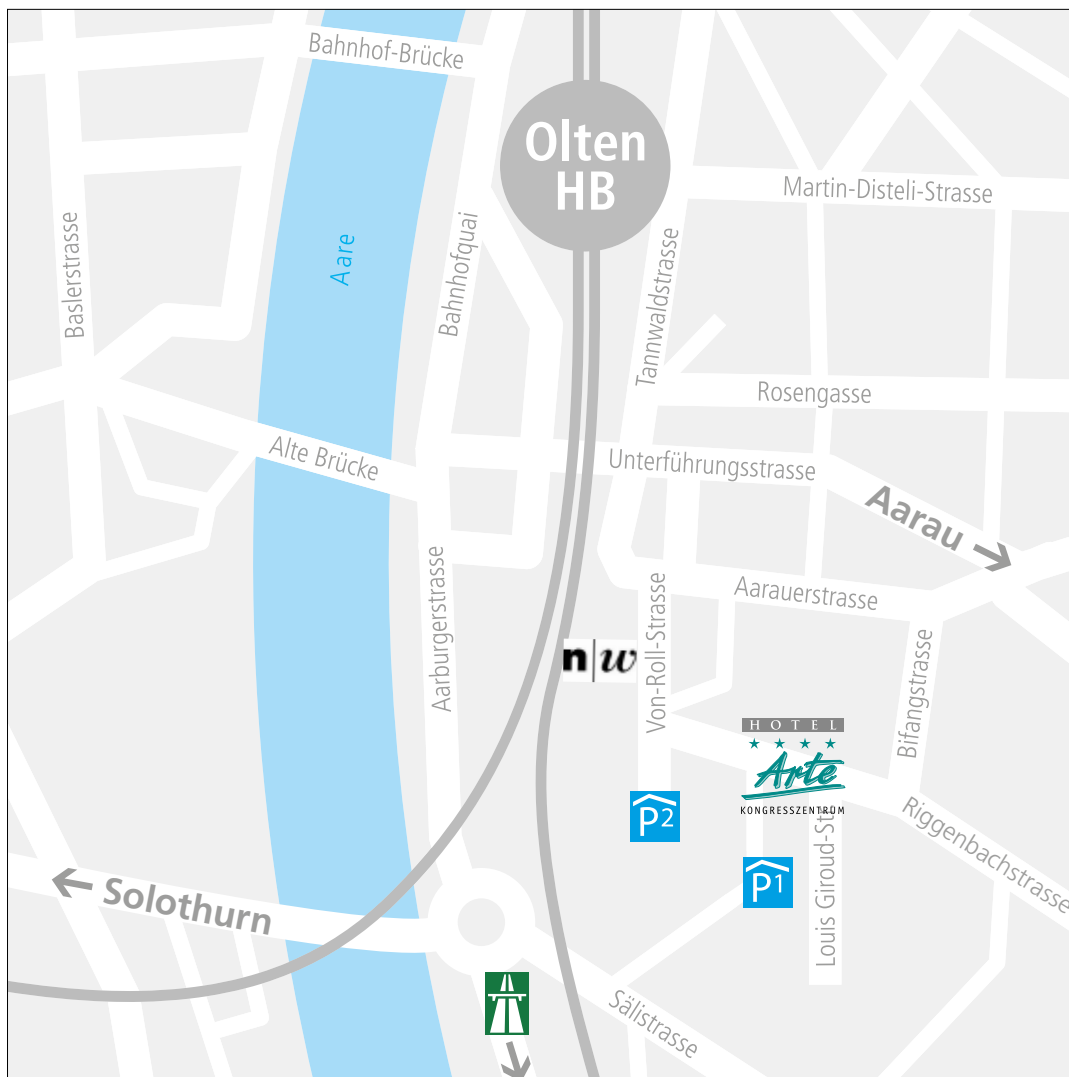 Bahnhof-Brücke
Olten
HB
Martin-Disteli-Strasse
Baslerstrasse
Aare
Bahnhofquai
Tannwaldstrasse
Rosengasse
Alte Brücke
Unterführungsstrasse
Aarau
Aarauerstrasse
Aarburgerstrasse
n|w
Von-Roll-Strasse
Bifangstrasse
HOTEL
Arte
KONGRESSZENTRUM
P2
Riggenbachstrasse
P1
Louis Giroud-St
Solothurn
Sälistrasse